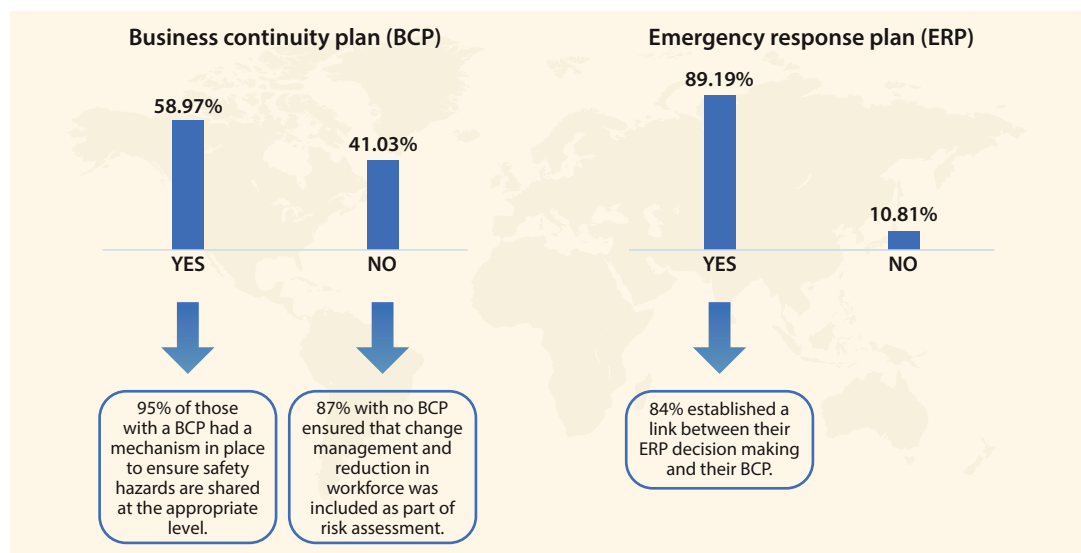 Business continuity plan (BCP)
58.97%
41.03%
YES
NO
95% of those
with a BCP had a
mechanism in place
to ensure safety
hazards are shared
at the appropriate
level.
87% with no BCP
ensured that change
management and
reduction in
workforce was
included as part of
risk assessment.
Emergency response plan (ERP)
89.19%
10.81%
YES
NO
84% established a
link between their
ERP decision making
and their BCP.